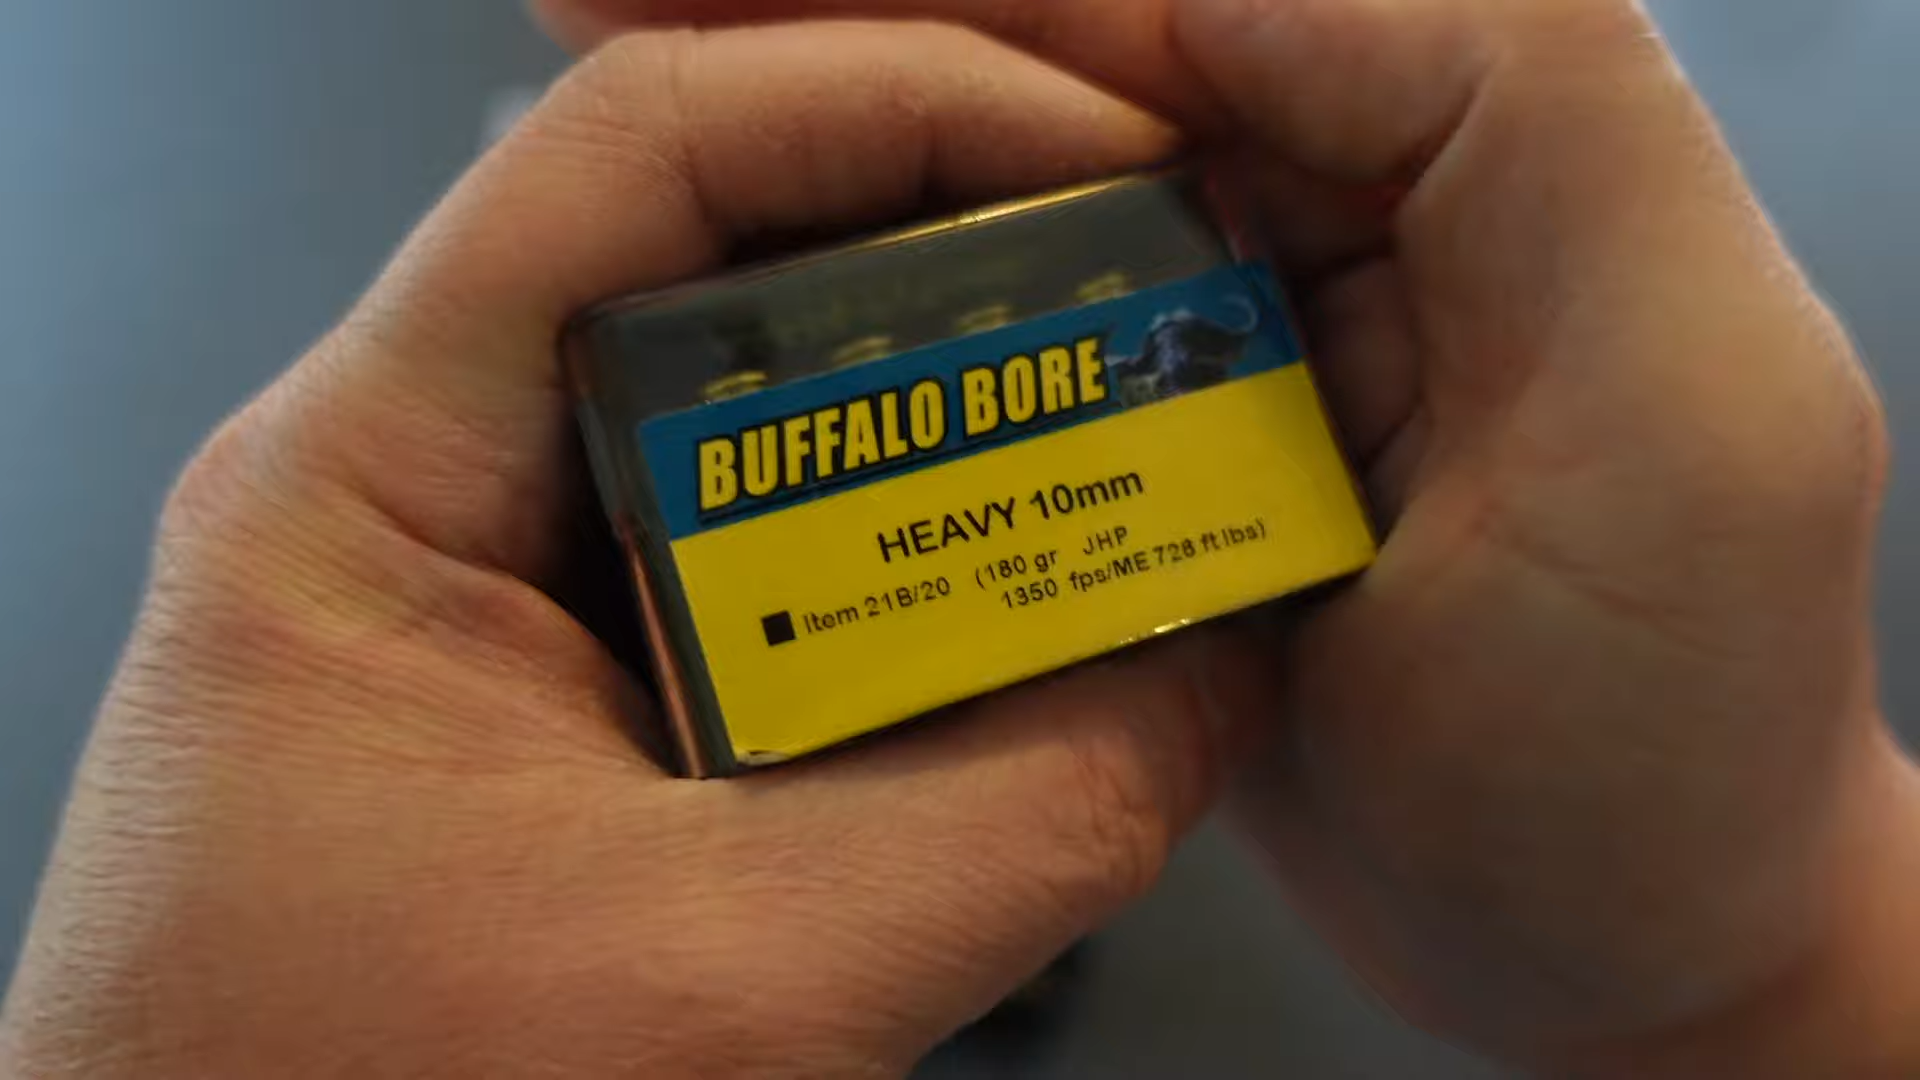 BUFFALO BORE
HEAVY 10mm
Item 21B/20 (180 gr JHP
1350 fps/ME 728 ft lbs)